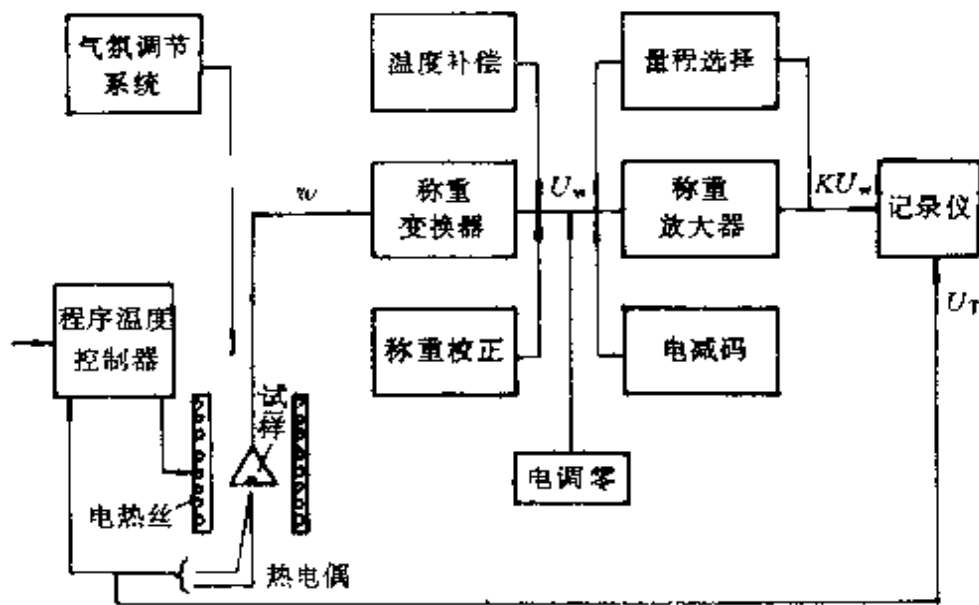 气氛调节
系统
温度补偿
量程选择
w
称重
变换器
U_w
称重
放大器
KU_w
记录仪
U_T
程序温度
控制器
称重校正
电减码
试样
电调零
电热丝
热电偶